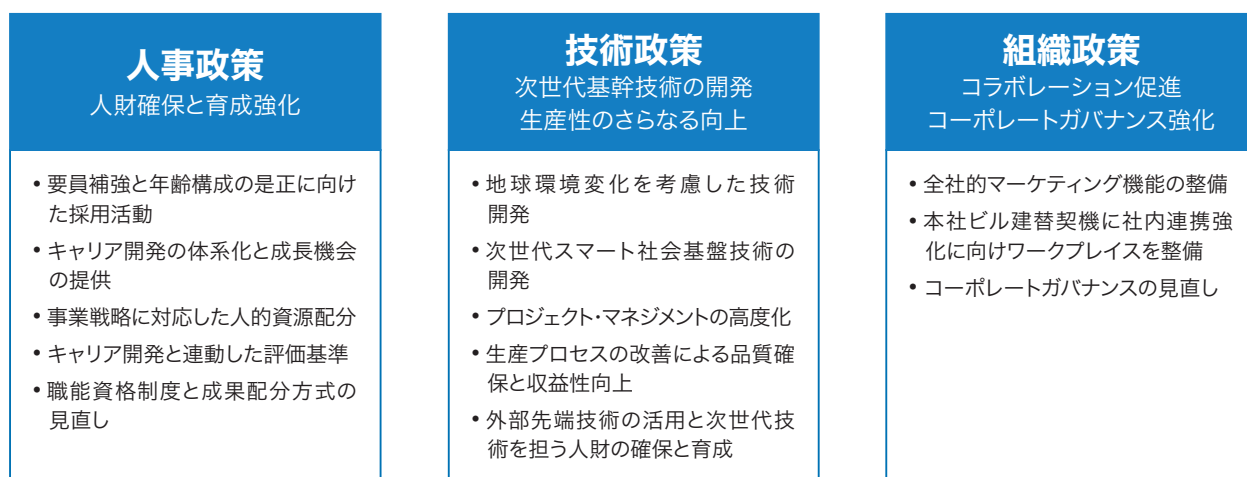 人事政策
人財確保と育成強化
• 要員補強と年齢構成の是正に向け
た採用活動
• キャリア開発の体系化と成長機会
の提供
• 事業戦略に対応した人的資源配分
• キャリア開発と連動した評価基準
• 職能資格制度と成果配分方式の
見直し
技術政策
次世代基幹技術の開発
生産性のさらなる向上
• 地球環境変化を考慮した技術
開発
• 次世代スマート社会基盤技術の
開発
• プロジェクト・マネジメントの高度化
• 生産プロセスの改善による品質確
保と収益性向上
• 外部先端技術の活用と次世代技
術を担う人財の確保と育成
組織政策
コラボレーション促進
コーポレートガバナンス強化
• 全社的マーケティング機能の整備
• 本社ビル建替契機に社内連携強
化に向けワークプレイスを整備
• コーポレートガバナンスの見直し